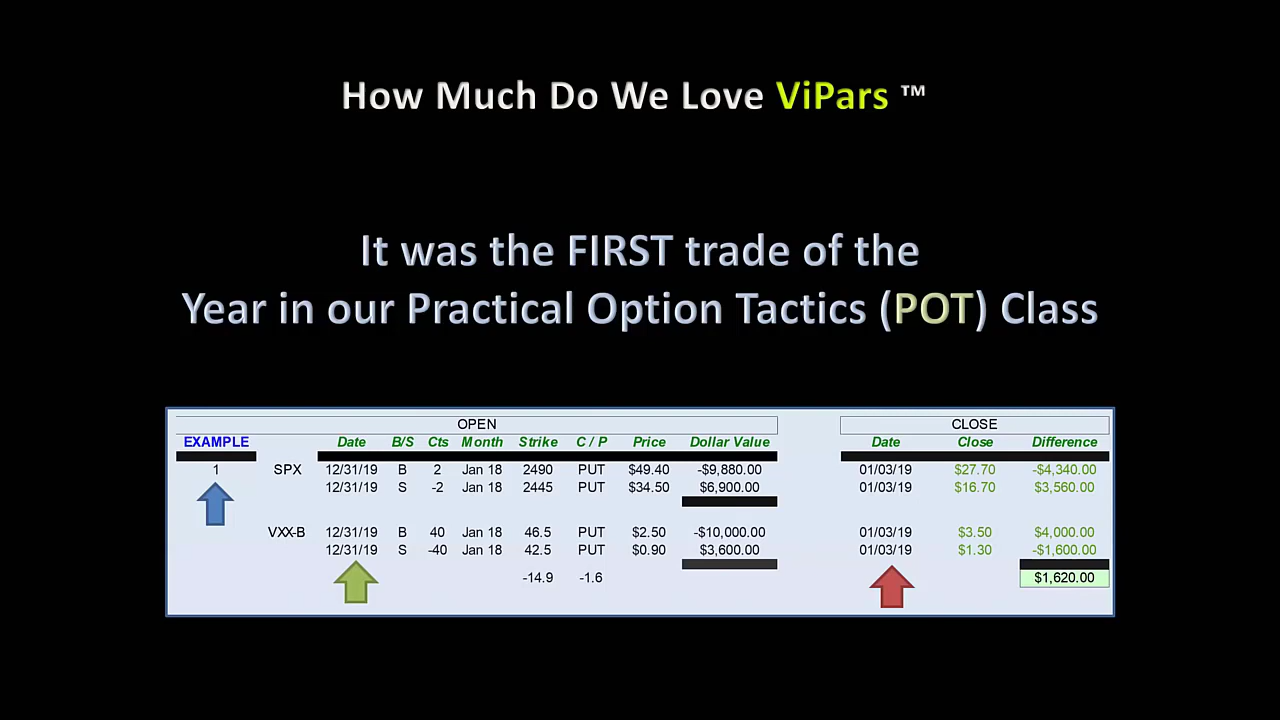 How Much Do We Love ViPars ™
It was the FIRST trade of the
Year in our Practical Option Tactics (POT) Class
OPEN CLOSE
EXAMPLE Date B/S Cts Month Strike C / P Price Dollar Value Date Close Difference
1 SPX 12/31/19 B 2 Jan 18 2490 PUT $49.40 -$9,880.00 01/03/19 $27.70 -$4,340.00
12/31/19 S -2 Jan 18 2445 PUT $34.50 $6,900.00 01/03/19 $16.70 $3,560.00
VXX-B 12/31/19 B 40 Jan 18 46.5 PUT $2.50 -$10,000.00 01/03/19 $3.50 $4,000.00
12/31/19 S -40 Jan 18 42.5 PUT $0.90 $3,600.00 01/03/19 $1.30 -$1,600.00
-14.9 -1.6 $1,620.00